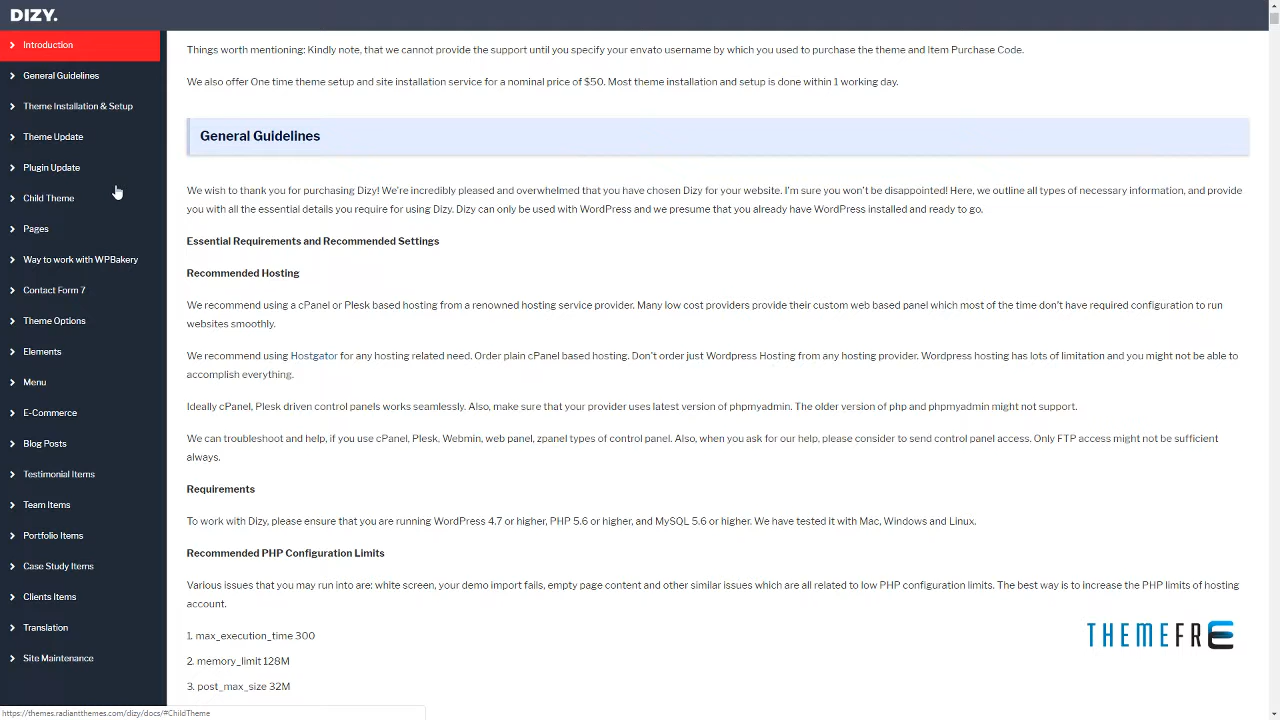 DIZY.
Introduction
General Guidelines
Theme Installation & Setup
Theme Update
Plugin Update
Child Theme
Pages
Way to work with WPBakery
Contact Form 7
Theme Options
Elements
Menu
E-Commerce
Blog Posts
Testimonial Items
Team Items
Portfolio Items
Case Study Items
Clients Items
Translation
Site Maintenance
Things worth mentioning: Kindly note, that we cannot provide the support until you specify your envato username by which you used to purchase the theme and Item Purchase Code.
We also offer One time theme setup and site installation service for a nominal price of $50. Most theme installation and setup is done within 1 working day.
General Guidelines
We wish to thank you for purchasing Dizy! We're incredibly pleased and overwhelmed that you have chosen Dizy for your website. I'm sure you won't be disappointed! Here, we outline all types of necessary information, and provide
you with all the essential details you require for using Dizy. Dizy can only be used with WordPress and we presume that you already have WordPress installed and ready to go.
Essential Requirements and Recommended Settings
Recommended Hosting
We recommend using a cPanel or Plesk based hosting from a renowned hosting service provider. Many low cost providers provide their custom web based panel which most of the time don't have required configuration to run
websites smoothly.
We recommend using Hostgator for any hosting related need. Order plain cPanel based hosting. Don't order just Wordpress Hosting from any hosting provider. Wordpress hosting has lots of limitation and you might not be able to
accomplish everything.
Ideally cPanel, Plesk driven control panels works seamlessly. Also, make sure that your provider uses latest version of phpmyadmin. The older version of php and phpmyadmin might not support.
We can troubleshoot and help, if you use cPanel, Plesk, Webmin, web panel, zpanel types of control panel. Also, when you ask for our help, please consider to send control panel access. Only FTP access might not be sufficient
always.
Requirements
To work with Dizy, please ensure that you are running WordPress 4.7 or higher, PHP 5.6 or higher, and MySQL 5.6 or higher. We have tested it with Mac, Windows and Linux.
Recommended PHP Configuration Limits
Various issues that you may run into are: white screen, your demo import fails, empty page content and other similar issues which are all related to low PHP configuration limits. The best way is to increase the PHP limits of hosting
account.
1. max_execution_time 300
2. memory_limit 128M
3. post_max_size 32M
THEMEFRE
https://themes.radiantthemes.com/dizy/docs/#ChildTheme